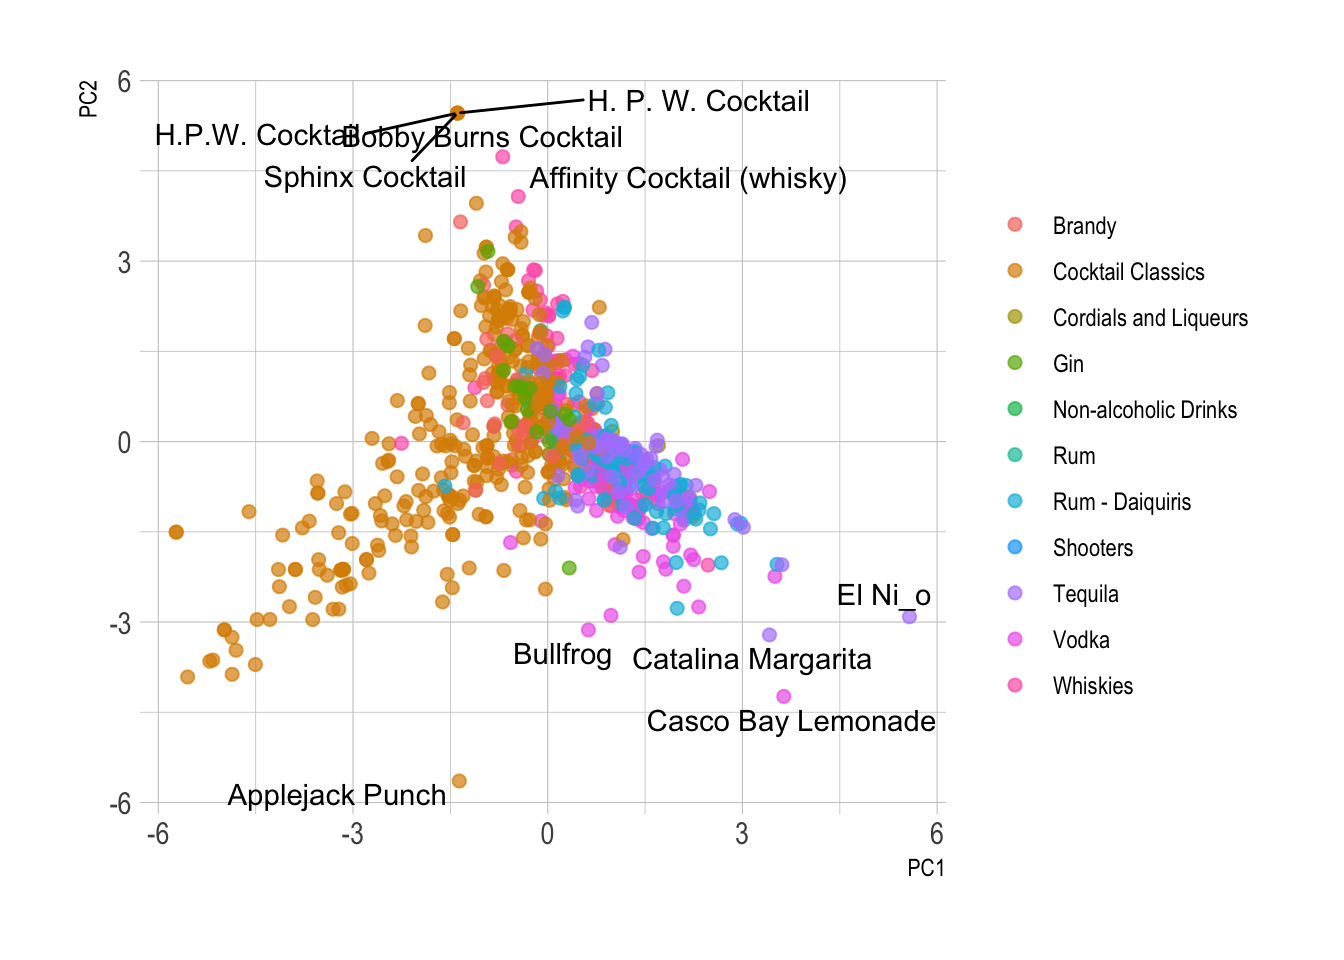 6
PC2
H. P. W. Cocktail
H.P.W. Cocktail
Bobby Burns Cocktail
Sphinx Cocktail
Affinity Cocktail (whisky)
Brandy
3
Cocktail Classics
Cordials and Liqueurs
Gin
Non-alcoholic Drinks
0
Rum
Rum - Daiquiris
Shooters
Tequila
El Ni_o
-3
Vodka
Bullfrog
Catalina Margarita
Whiskies
Casco Bay Lemonade
Applejack Punch
-6
-6
-3
0
3
6
PC1